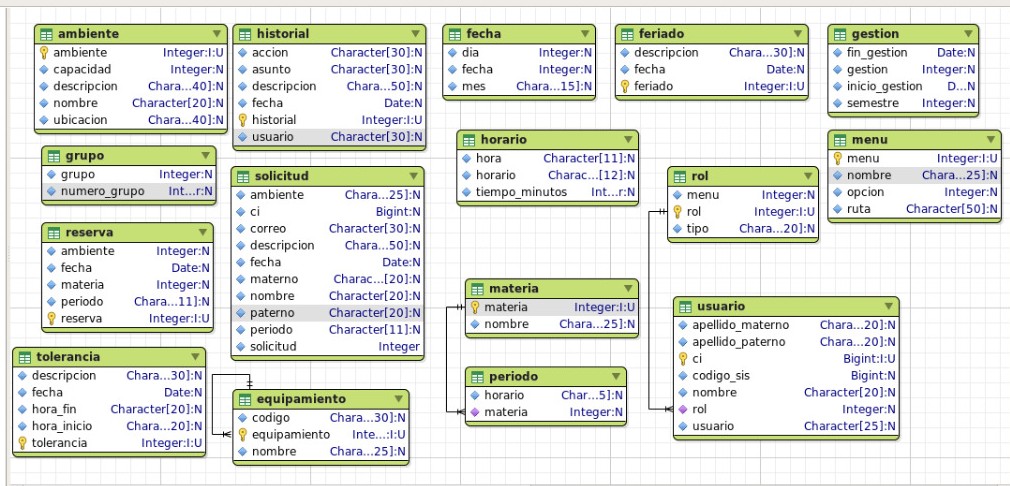 ambiente
ambiente Integer:I:U
capacidad Integer:N
descripcion Chara...40]:N
nombre Character[20]:N
ubicacion Chara...40]:N
historial
accion Character[30]:N
asunto Character[30]:N
descripcion Chara...50]:N
fecha Date:N
historial Integer:I:U
usuario Character[30]:N
fecha
dia Integer:N
fecha Integer:N
mes Chara...15]:N
feriado
descripcion Chara...30]:N
fecha Date:N
feriado Integer:I:U
gestion
fin_gestion Date:N
gestion Integer:N
inicio_gestion D...N
semestre Integer:N
grupo
grupo Integer:N
numero_grupo Int...r:N
solicitud
ambiente Chara...25]:N
ci Bigint:N
correo Character[30]:N
descripcion Chara...50]:N
fecha Date:N
materno Charac...[20]:N
nombre Character[20]:N
paterno Character[20]:N
periodo Character[11]:N
solicitud Integer
horario
hora Character[11]:N
horario Charac...[12]:N
tiempo_minutos Int...r:N
rol
menu Integer:N
rol Integer:I:U
tipo Chara...20]:N
menu
menu Integer:I:U
nombre Chara...25]:N
opcion Integer:N
ruta Character[50]:N
reserva
ambiente Integer:N
fecha Date:N
materia Integer:N
periodo Chara...11]:N
reserva Integer:I:U
materia
materia Integer:I:U
nombre Chara...25]:N
usuario
apellido_materno Chara...20]:N
apellido_paterno Chara...20]:N
ci Bigint:I:U
codigo_sis Bigint:N
nombre Character[20]:N
rol Integer:N
usuario Character[25]:N
tolerancia
descripcion Chara...30]:N
fecha Date:N
hora_fin Character[20]:N
hora_inicio Chara...20]:N
tolerancia Integer:I:U
equipamiento
codigo Chara...30]:N
equipamiento Inte...:I:U
nombre Chara...25]:N
periodo
horario Char...5]:N
materia Integer:N